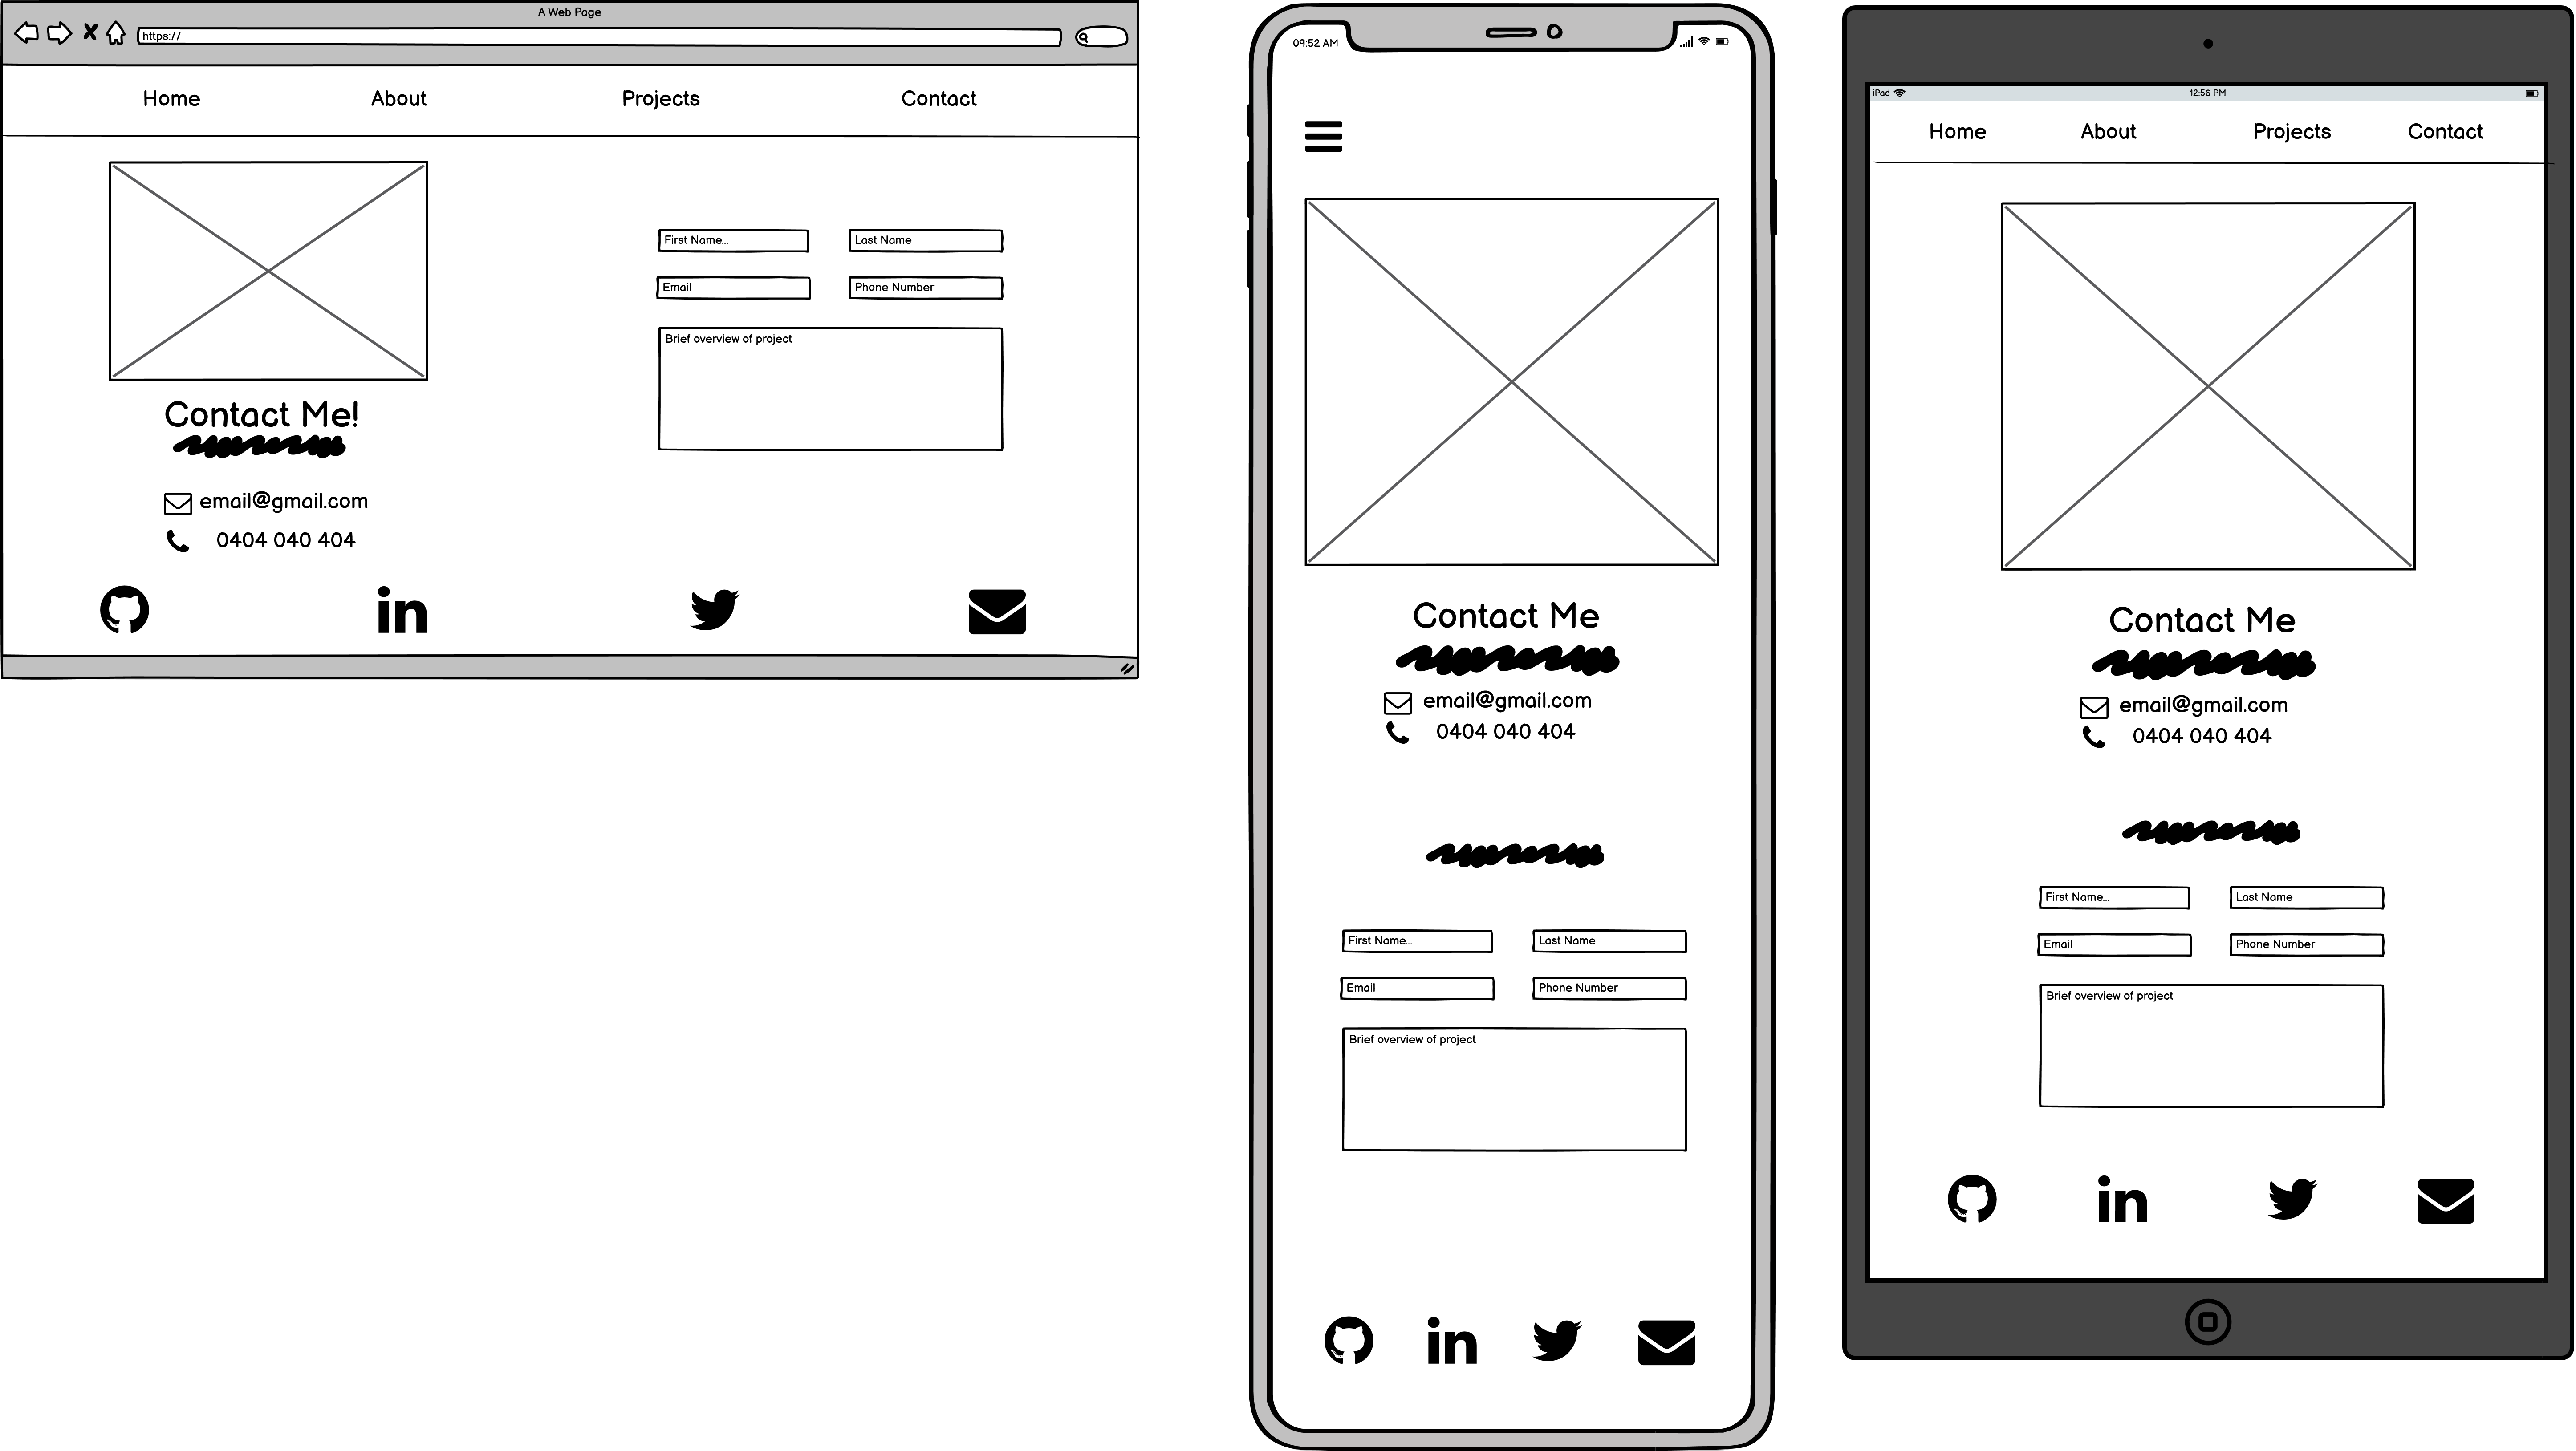 A Web Page
https://
Home About Projects Contact
First Name... Last Name
Email Phone Number
Brief overview of project
Contact Me!
email@gmail.com
0404 040 404
in
09:52 AM
Contact Me
email@gmail.com
0404 040 404
First Name... Last Name
Email Phone Number
Brief overview of project
in
iPad 12:56 PM
Home About Projects Contact
Contact Me
email@gmail.com
0404 040 404
First Name... Last Name
Email Phone Number
Brief overview of project
in